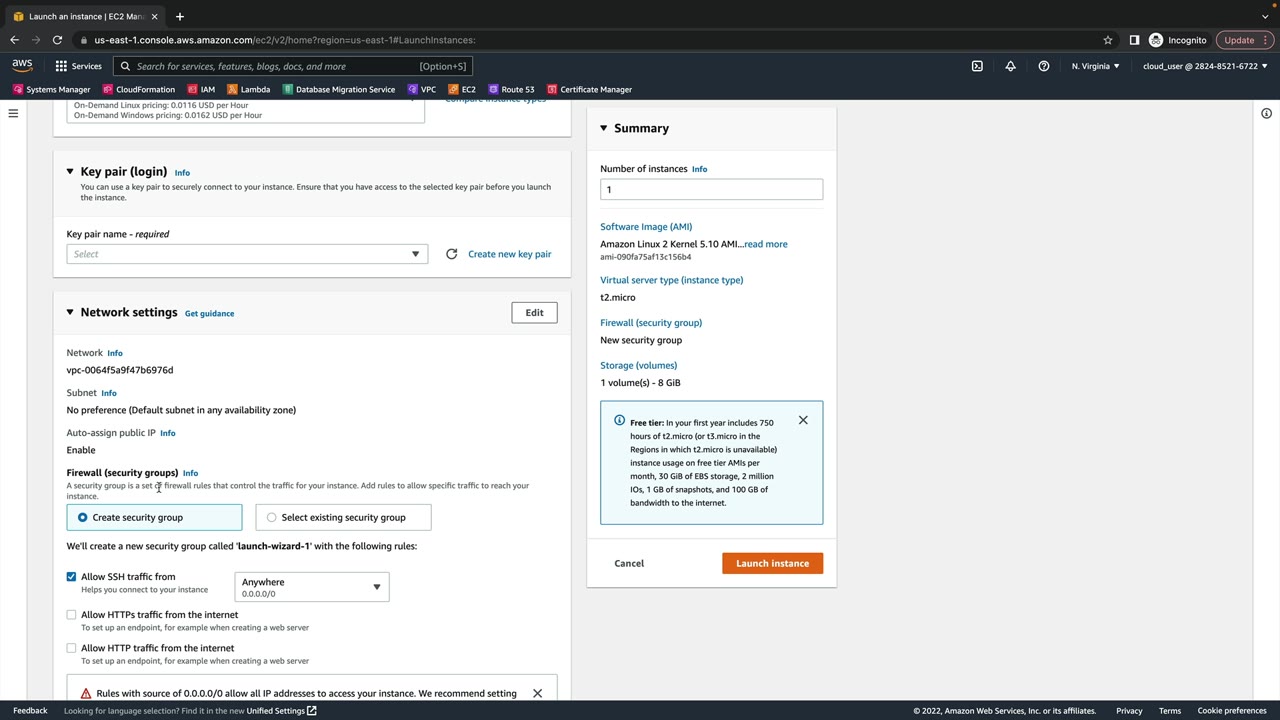 Launch an instance | EC2 Man
us-east-1.console.aws.amazon.com/ec2/v2/home?region=us-east-1#LaunchInstances:
Incognito
Update
aws
Services
Search for services, features, blogs, docs, and more
[Option+S]
N. Virginia
cloud_user @ 2824-8521-6722
Systems Manager
CloudFormation
IAM
Lambda
Database Migration Service
VPC
EC2
Route 53
Certificate Manager
On-Demand Linux pricing: 0.0116 USD per Hour
On-Demand Windows pricing: 0.0162 USD per Hour
Compare instance types
Key pair (login) Info
You can use a key pair to securely connect to your instance. Ensure that you have access to the selected key pair before you launch
the instance.
Key pair name - required
Select
Create new key pair
Network settings Get guidance
Edit
Network Info
vpc-0064f5a9f47b6976d
Subnet Info
No preference (Default subnet in any availability zone)
Auto-assign public IP Info
Enable
Firewall (security groups) Info
A security group is a set of firewall rules that control the traffic for your instance. Add rules to allow specific traffic to reach your
instance.
Create security group
Select existing security group
We'll create a new security group called 'launch-wizard-1' with the following rules:
Allow SSH traffic from
Helps you connect to your instance
Anywhere
0.0.0.0/0
Allow HTTPs traffic from the internet
To set up an endpoint, for example when creating a web server
Allow HTTP traffic from the internet
To set up an endpoint, for example when creating a web server
Rules with source of 0.0.0.0/0 allow all IP addresses to access your instance. We recommend setting
Summary
Number of instances Info
1
Software Image (AMI)
Amazon Linux 2 Kernel 5.10 AMI...read more
ami-090fa75af13c156b4
Virtual server type (instance type)
t2.micro
Firewall (security group)
New security group
Storage (volumes)
1 volume(s) - 8 GiB
Free tier: In your first year includes 750
hours of t2.micro (or t3.micro in the
Regions in which t2.micro is unavailable)
instance usage on free tier AMIs per
month, 30 GiB of EBS storage, 2 million
IOs, 1 GB of snapshots, and 100 GB of
bandwidth to the internet.
Cancel
Launch instance
Feedback
Looking for language selection? Find it in the new Unified Settings
© 2022, Amazon Web Services, Inc. or its affiliates.
Privacy
Terms
Cookie preferences